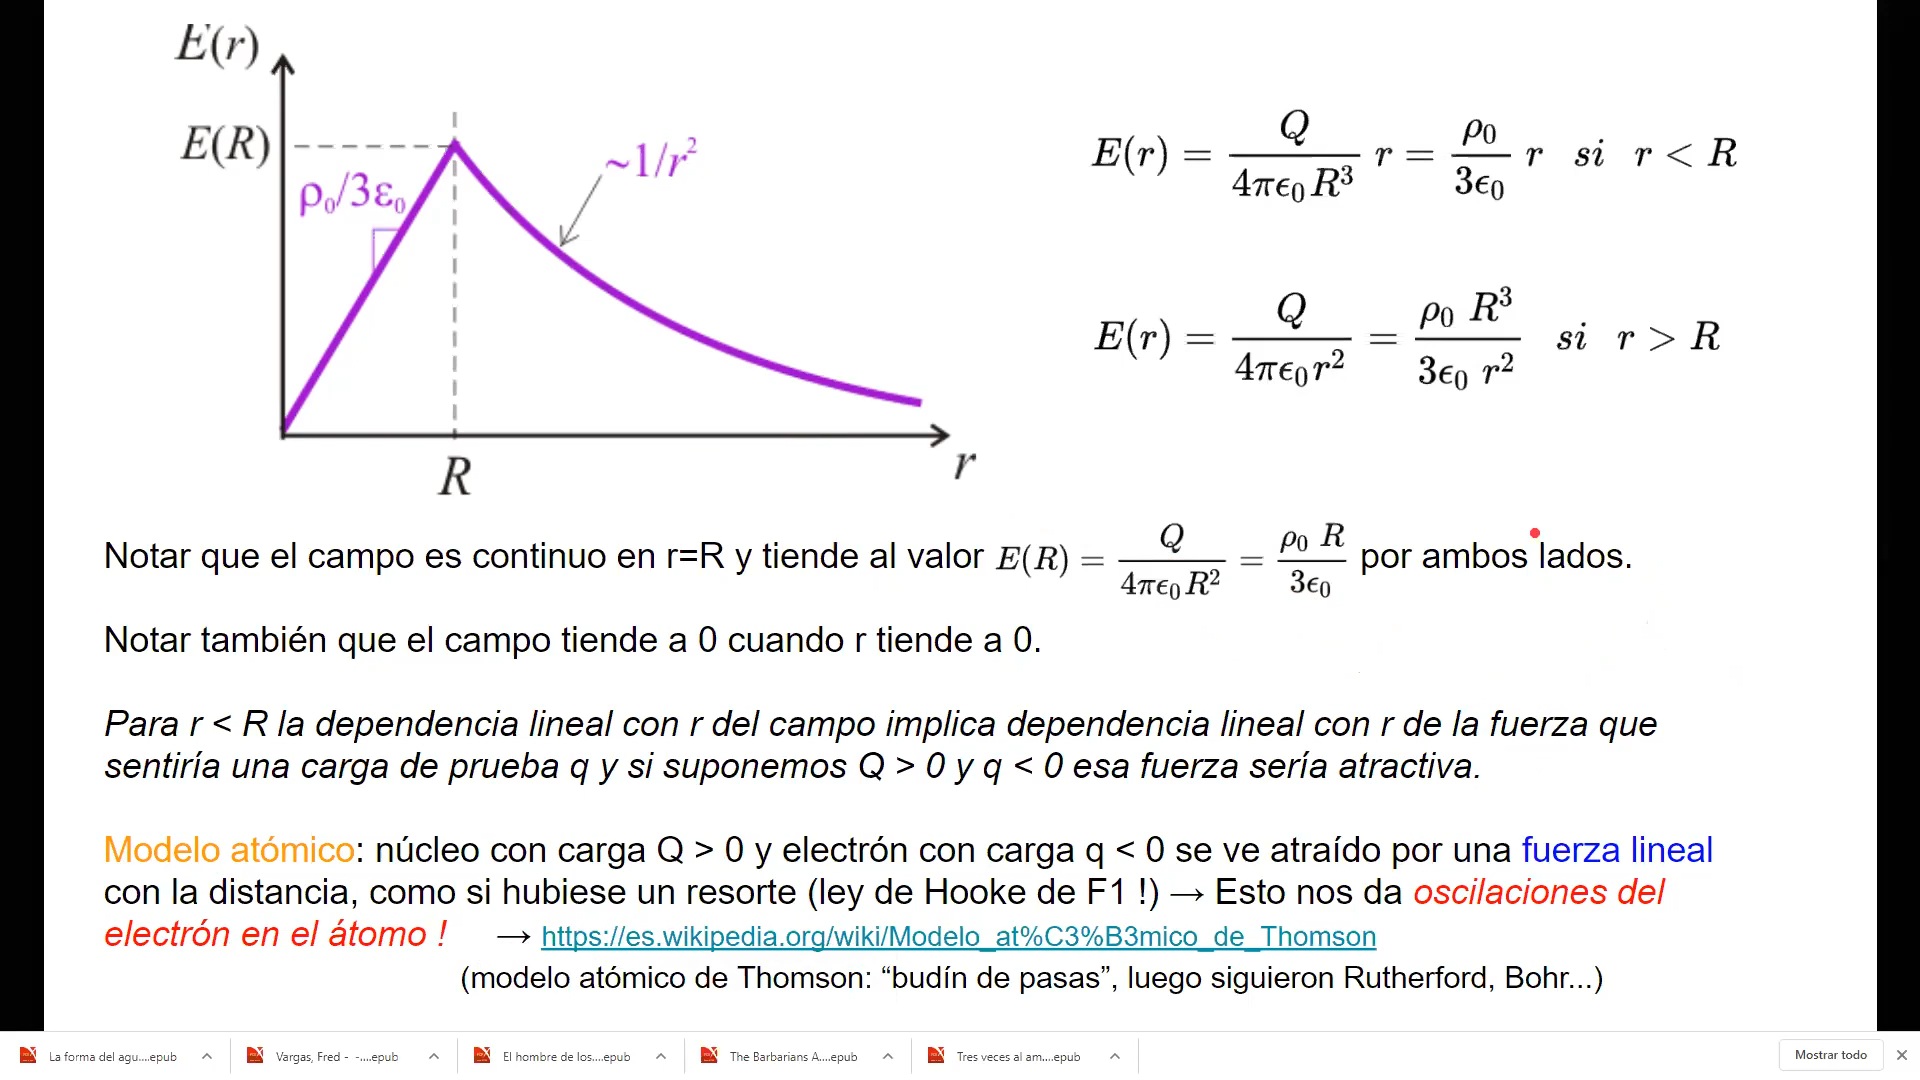 E(r)
E(R)
ρ₀/3ε₀
~1/r²
R
r
E(r) = Q / 4πϵ₀R³ r = ρ₀ / 3ϵ₀ r si r < R
E(r) = Q / 4πϵ₀r² = ρ₀ R³ / 3ϵ₀ r² si r > R
Notar que el campo es continuo en r=R y tiende al valor E(R) = Q / 4πϵ₀R² = ρ₀ R / 3ϵ₀ por ambos lados.
Notar también que el campo tiende a 0 cuando r tiende a 0.
Para r < R la dependencia lineal con r del campo implica dependencia lineal con r de la fuerza que
sentiría una carga de prueba q y si suponemos Q > 0 y q < 0 esa fuerza sería atractiva.
Modelo atómico: núcleo con carga Q > 0 y electrón con carga q < 0 se ve atraído por una fuerza lineal
con la distancia, como si hubiese un resorte (ley de Hooke de F1 !) → Esto nos da oscilaciones del
electrón en el átomo ! → https://es.wikipedia.org/wiki/Modelo_at%C3%B3mico_de_Thomson
(modelo atómico de Thomson: “budín de pasas”, luego siguieron Rutherford, Bohr...)
La forma del agu....epub
Vargas, Fred - -....epub
El hombre de los....epub
The Barbarians A....epub
Tres veces al am....epub
Mostrar todo